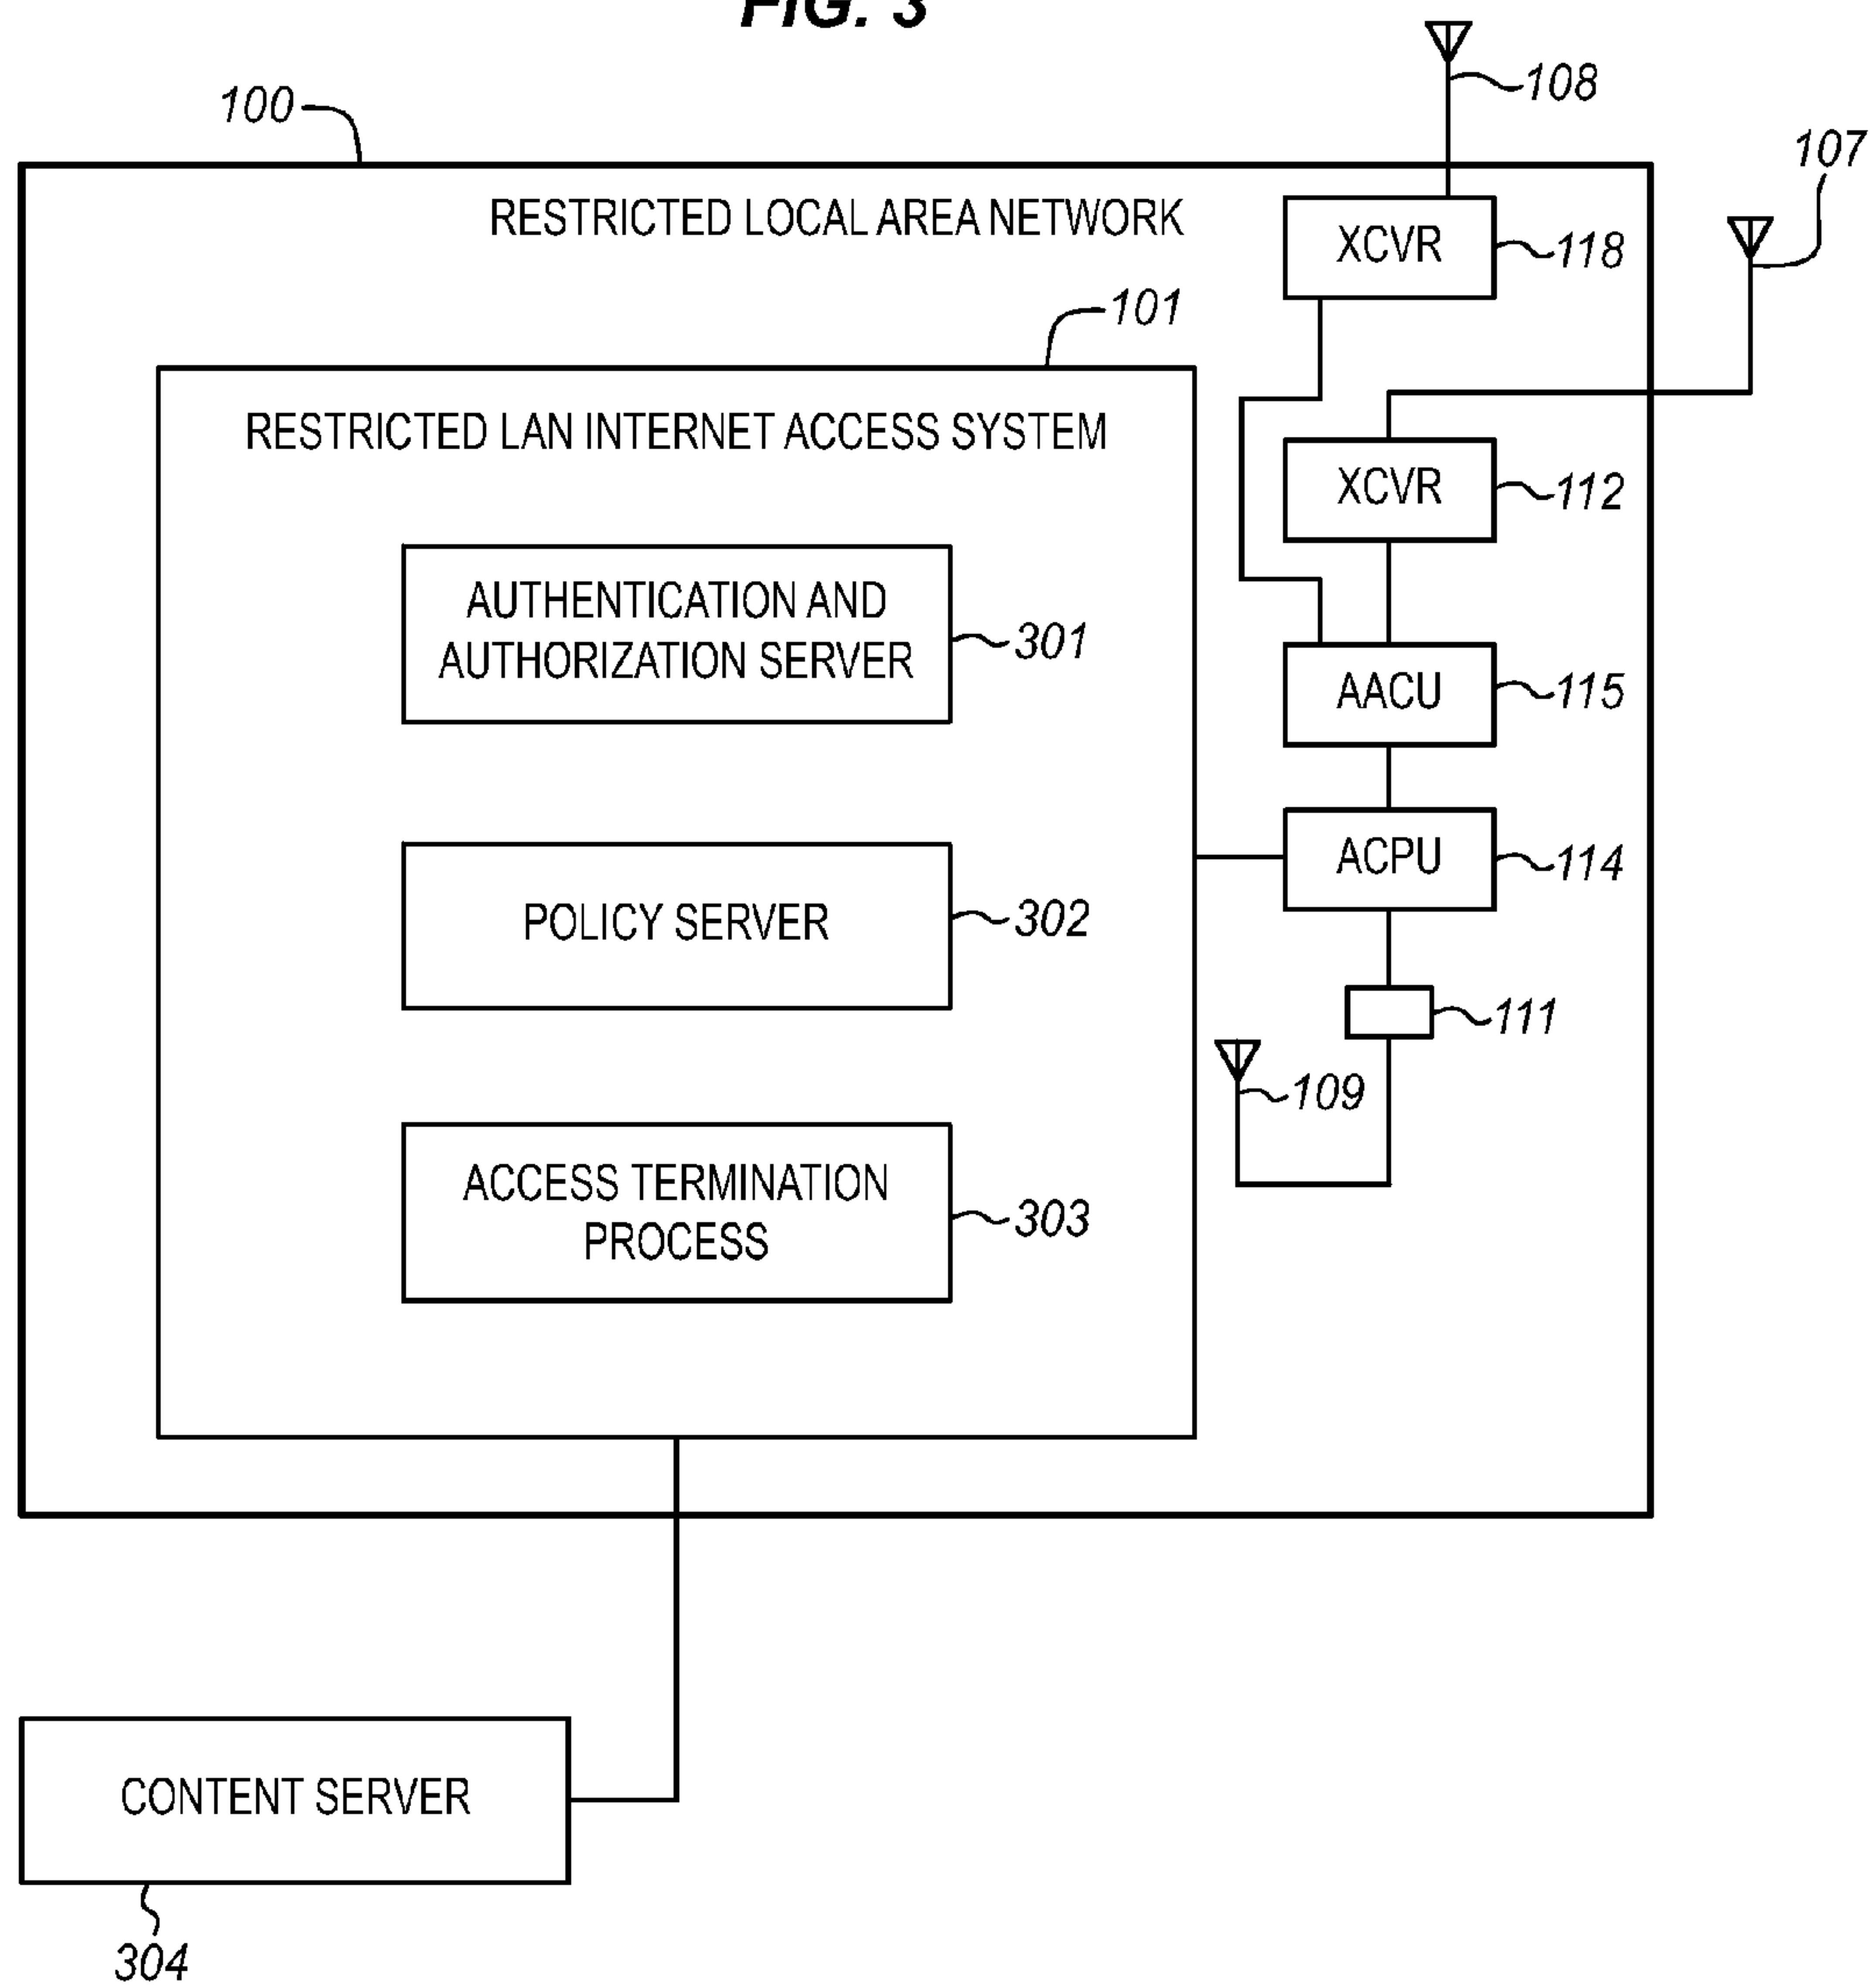 FIG. 3
108
100
107
RESTRICTED LOCAL AREA NETWORK
XCVR
118
101
RESTRICTED LAN INTERNET ACCESS SYSTEM
XCVR
112
AUTHENTICATION AND
AUTHORIZATION SERVER
301
AACU
115
ACPU
114
POLICY SERVER
302
111
109
ACCESS TERMINATION
PROCESS
303
CONTENT SERVER
304